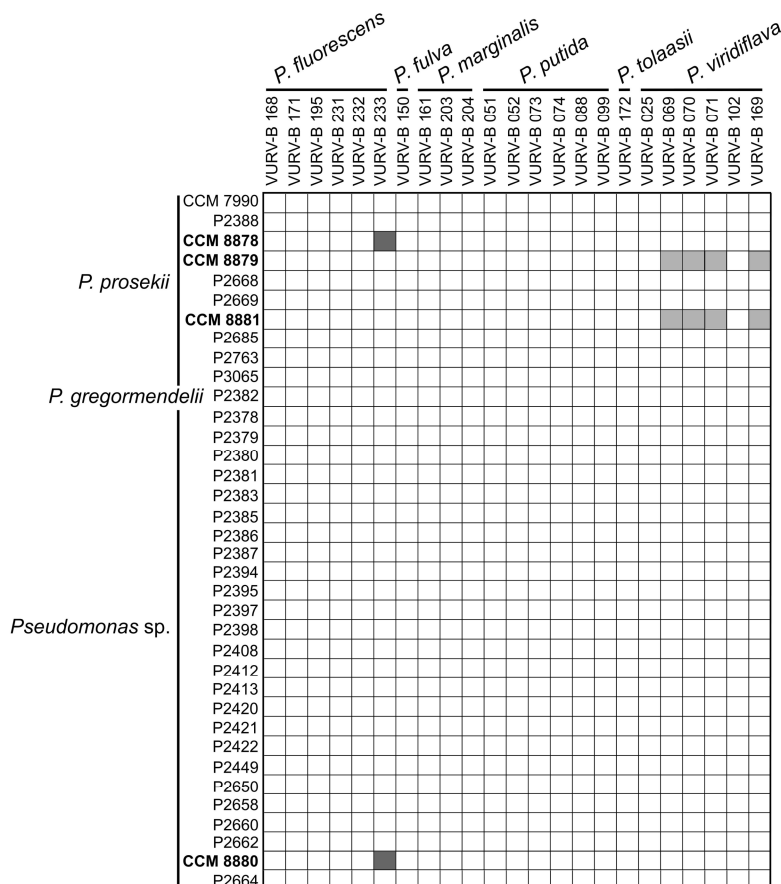 P. fluorescens
P. fulva
P. marginalis
P. putida
P. tolaasii
P. viridiflava
VURV-B 168
VURV-B 171
VURV-B 195
VURV-B 231
VURV-B 232
VURV-B 233
VURV-B 150
VURV-B 161
VURV-B 203
VURV-B 204
VURV-B 051
VURV-B 052
VURV-B 073
VURV-B 074
VURV-B 088
VURV-B 099
VURV-B 172
VURV-B 025
VURV-B 069
VURV-B 070
VURV-B 071
VURV-B 102
VURV-B 169
P. prosekii
CCM 7990
P2388
CCM 8878
CCM 8879
P2668
P2669
CCM 8881
P2685
P2763
P3065
P. gregormendelii
P2382
Pseudomonas sp.
P2378
P2379
P2380
P2381
P2383
P2385
P2386
P2387
P2394
P2395
P2397
P2398
P2408
P2412
P2413
P2420
P2421
P2422
P2449
P2650
P2658
P2660
P2662
CCM 8880
P2664